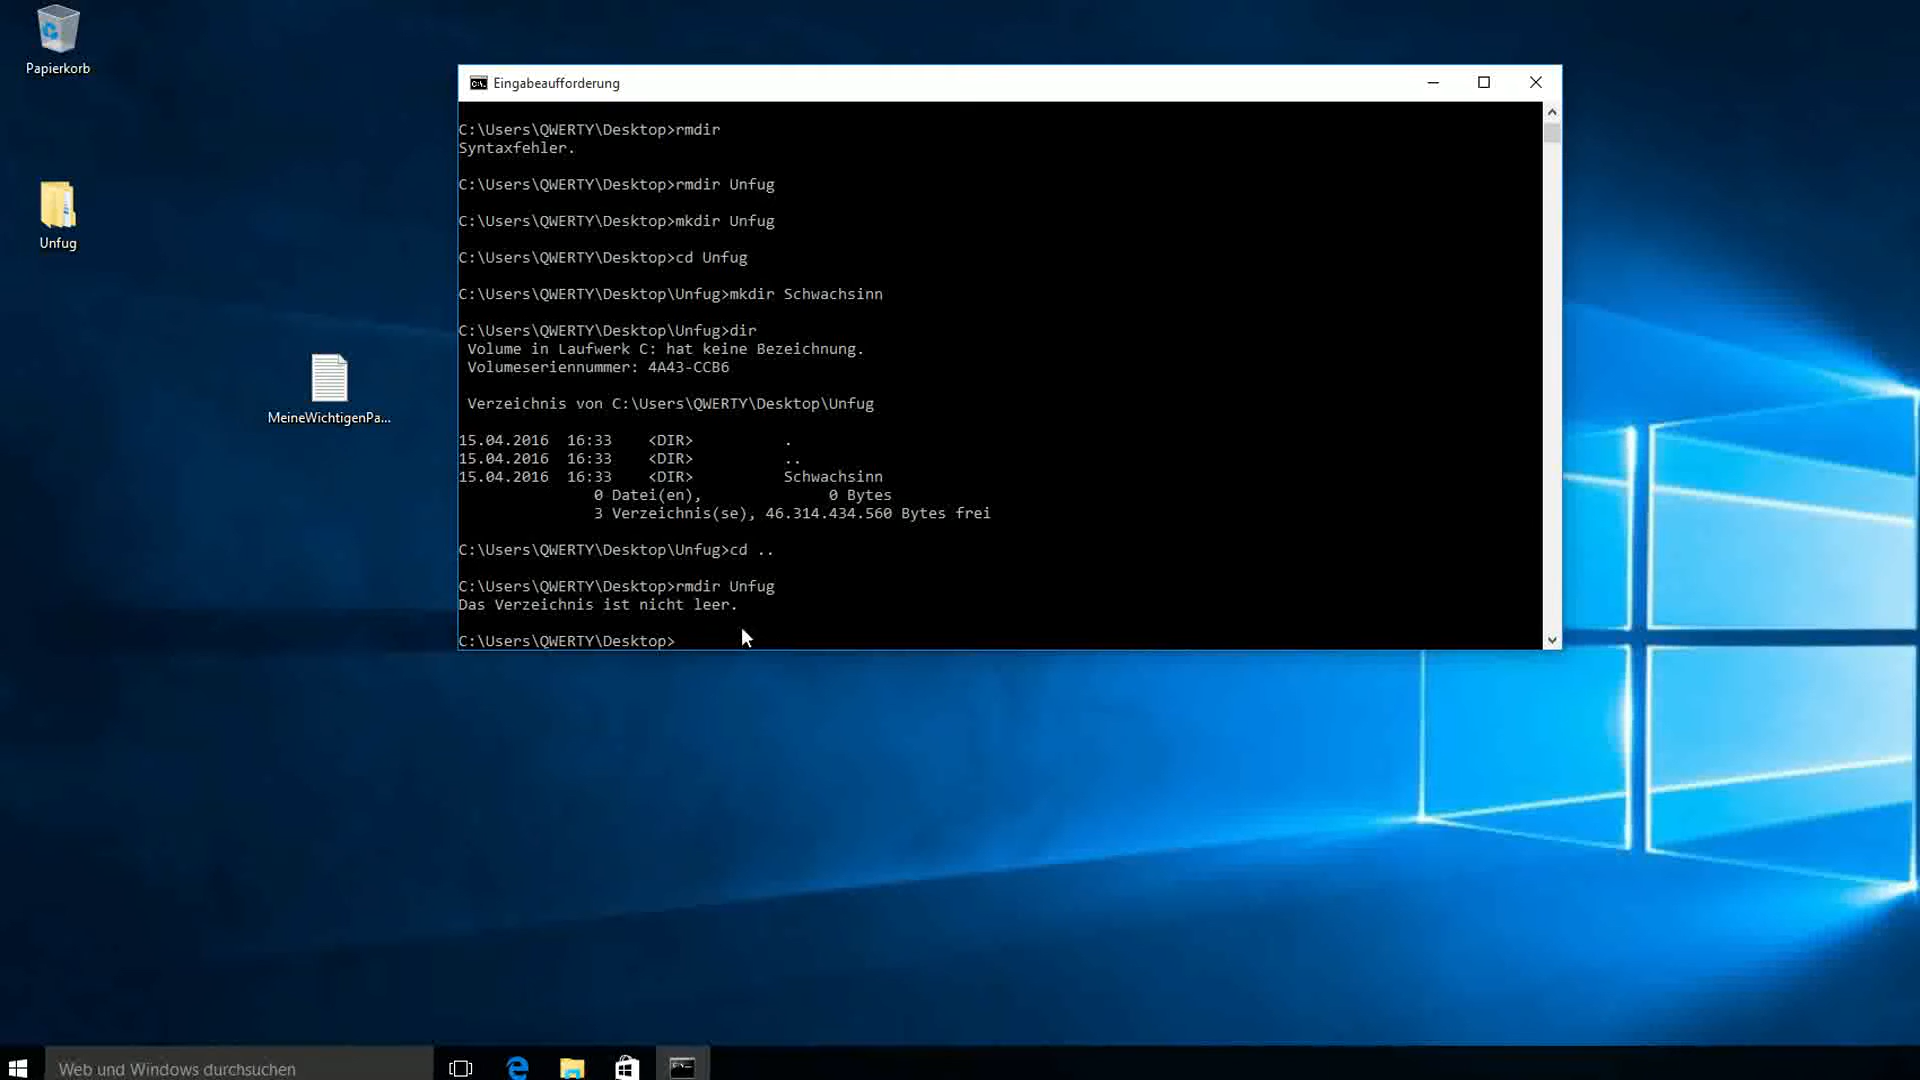 Papierkorb
Unfug
MeineWichtigenPa...
Eingabeaufforderung
C:\Users\QWERTY\Desktop>rmdir
Syntaxfehler.
C:\Users\QWERTY\Desktop>rmdir Unfug
C:\Users\QWERTY\Desktop>mkdir Unfug
C:\Users\QWERTY\Desktop>cd Unfug
C:\Users\QWERTY\Desktop\Unfug>mkdir Schwachsinn
C:\Users\QWERTY\Desktop\Unfug>dir
Volume in Laufwerk C: hat keine Bezeichnung.
Volumeseriennummer: 4A43-CCB6
Verzeichnis von C:\Users\QWERTY\Desktop\Unfug
15.04.2016  16:33    <DIR>          .
15.04.2016  16:33    <DIR>          ..
15.04.2016  16:33    <DIR>          Schwachsinn
0 Datei(en),              0 Bytes
3 Verzeichnis(se), 46.314.434.560 Bytes frei
C:\Users\QWERTY\Desktop\Unfug>cd ..
C:\Users\QWERTY\Desktop>rmdir Unfug
Das Verzeichnis ist nicht leer.
C:\Users\QWERTY\Desktop>
Web und Windows durchsuchen